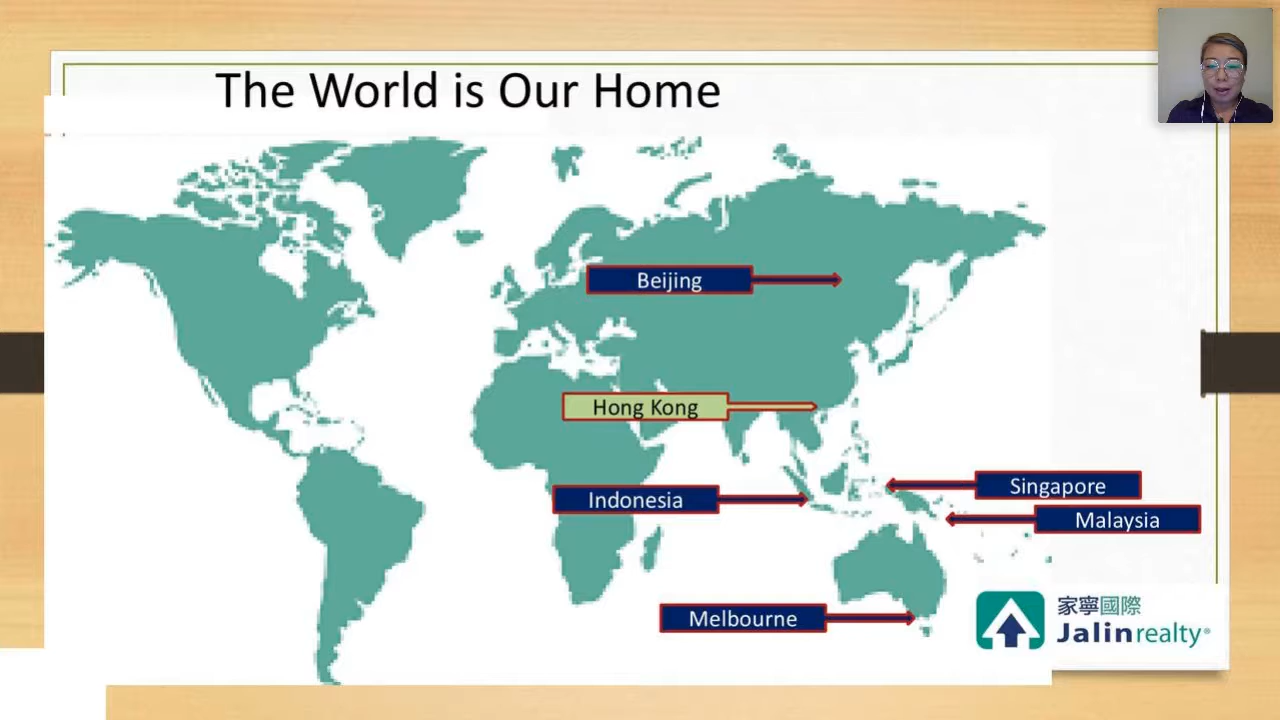 The World is Our Home
Beijing
Hong Kong
Singapore
Indonesia
Malaysia
家寧國際
Jalinrealty®
Melbourne